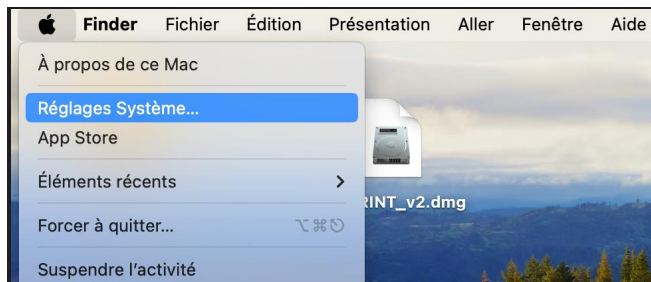 Finder Fichier Édition Présentation Aller Fenêtre Aide
À propos de ce Mac
Réglages Système...
App Store
Éléments récents
RINT_v2.dmg
Forcer à quitter... ⌥⌘⎋
Suspendre l'activité